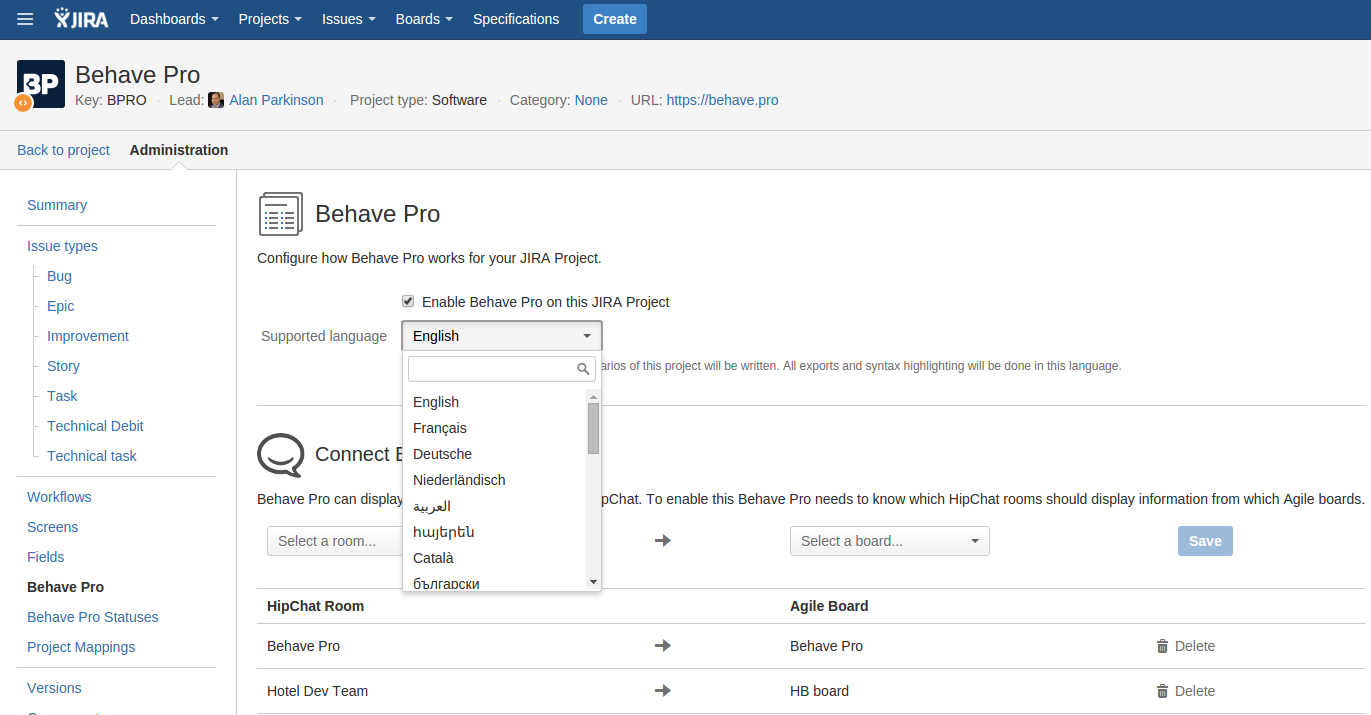 JIRA Dashboards Projects Issues Boards Specifications Create
BP
Behave Pro
Key: BPRO · Lead: Alan Parkinson · Project type: Software · Category: None · URL: https://behave.pro
Back to project Administration
Summary
Issue types
Bug
Epic
Improvement
Story
Task
Technical Debit
Technical task
Workflows
Screens
Fields
Behave Pro
Behave Pro Statuses
Project Mappings
Versions
Behave Pro
Configure how Behave Pro works for your JIRA Project.
Enable Behave Pro on this JIRA Project
Supported language English
of this project will be written. All exports and syntax highlighting will be done in this language.
English
Français
Deutsche
Niederländisch
العربية
հայերեն
Català
български
Connect
Behave Pro can display
To enable this Behave Pro needs to know which HipChat rooms should display information from which Agile boards.
Select a room... Select a board... Save
HipChat Room Agile Board
Behave Pro Behave Pro Delete
Hotel Dev Team HB board Delete